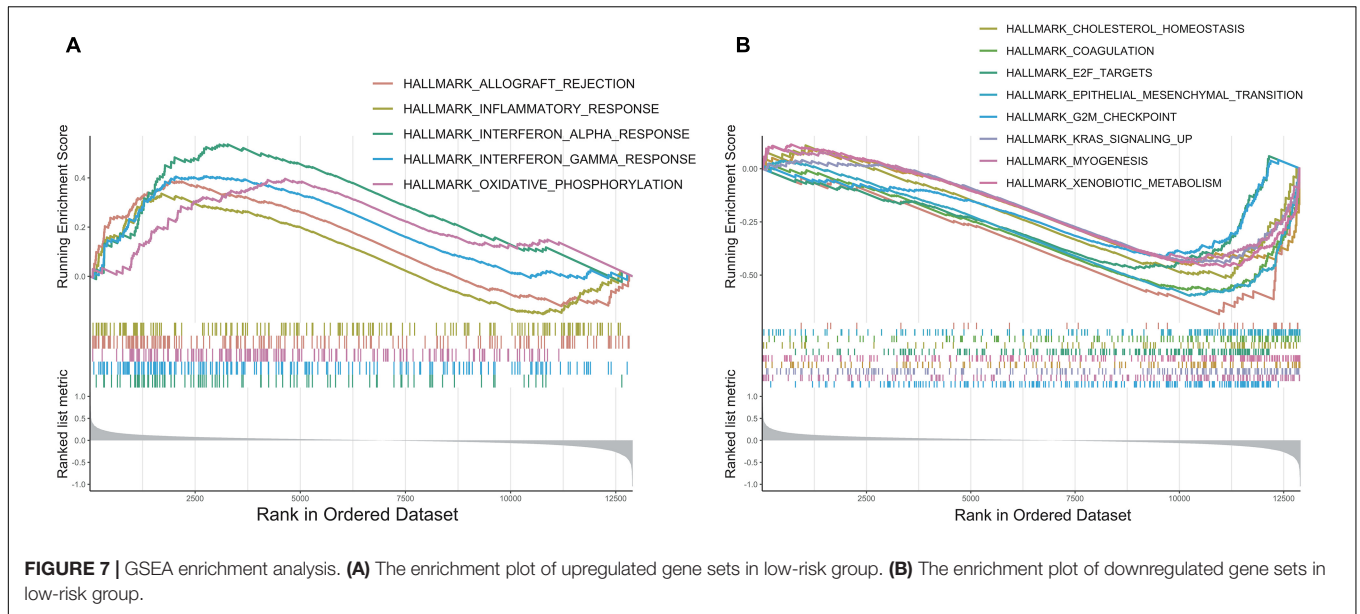 A
HALLMARK_ALLOGRAFT_REJECTION
HALLMARK_INFLAMMATORY_RESPONSE
HALLMARK_INTERFERON_ALPHA_RESPONSE
HALLMARK_INTERFERON_GAMMA_RESPONSE
HALLMARK_OXIDATIVE_PHOSPHORYLATION
Running Enrichment Score
0.4
0.2
0.0
Ranked list metric
1.0
0.5
0.0
-0.5
-1.0
2500 5000 7500 10000 12500
Rank in Ordered Dataset
B
HALLMARK_CHOLESTEROL_HOMEOSTASIS
HALLMARK_COAGULATION
HALLMARK_E2F_TARGETS
HALLMARK_EPITHELIAL_MESENCHYMAL_TRANSITION
HALLMARK_G2M_CHECKPOINT
HALLMARK_KRAS_SIGNALING_UP
HALLMARK_MYOGENESIS
HALLMARK_XENOBIOTIC_METABOLISM
Running Enrichment Score
0.00
-0.25
-0.50
Ranked list metric
1.0
0.5
0.0
-0.5
-1.0
2500 5000 7500 10000 12500
Rank in Ordered Dataset
FIGURE 7 | GSEA enrichment analysis. (A) The enrichment plot of upregulated gene sets in low-risk group. (B) The enrichment plot of downregulated gene sets in
low-risk group.